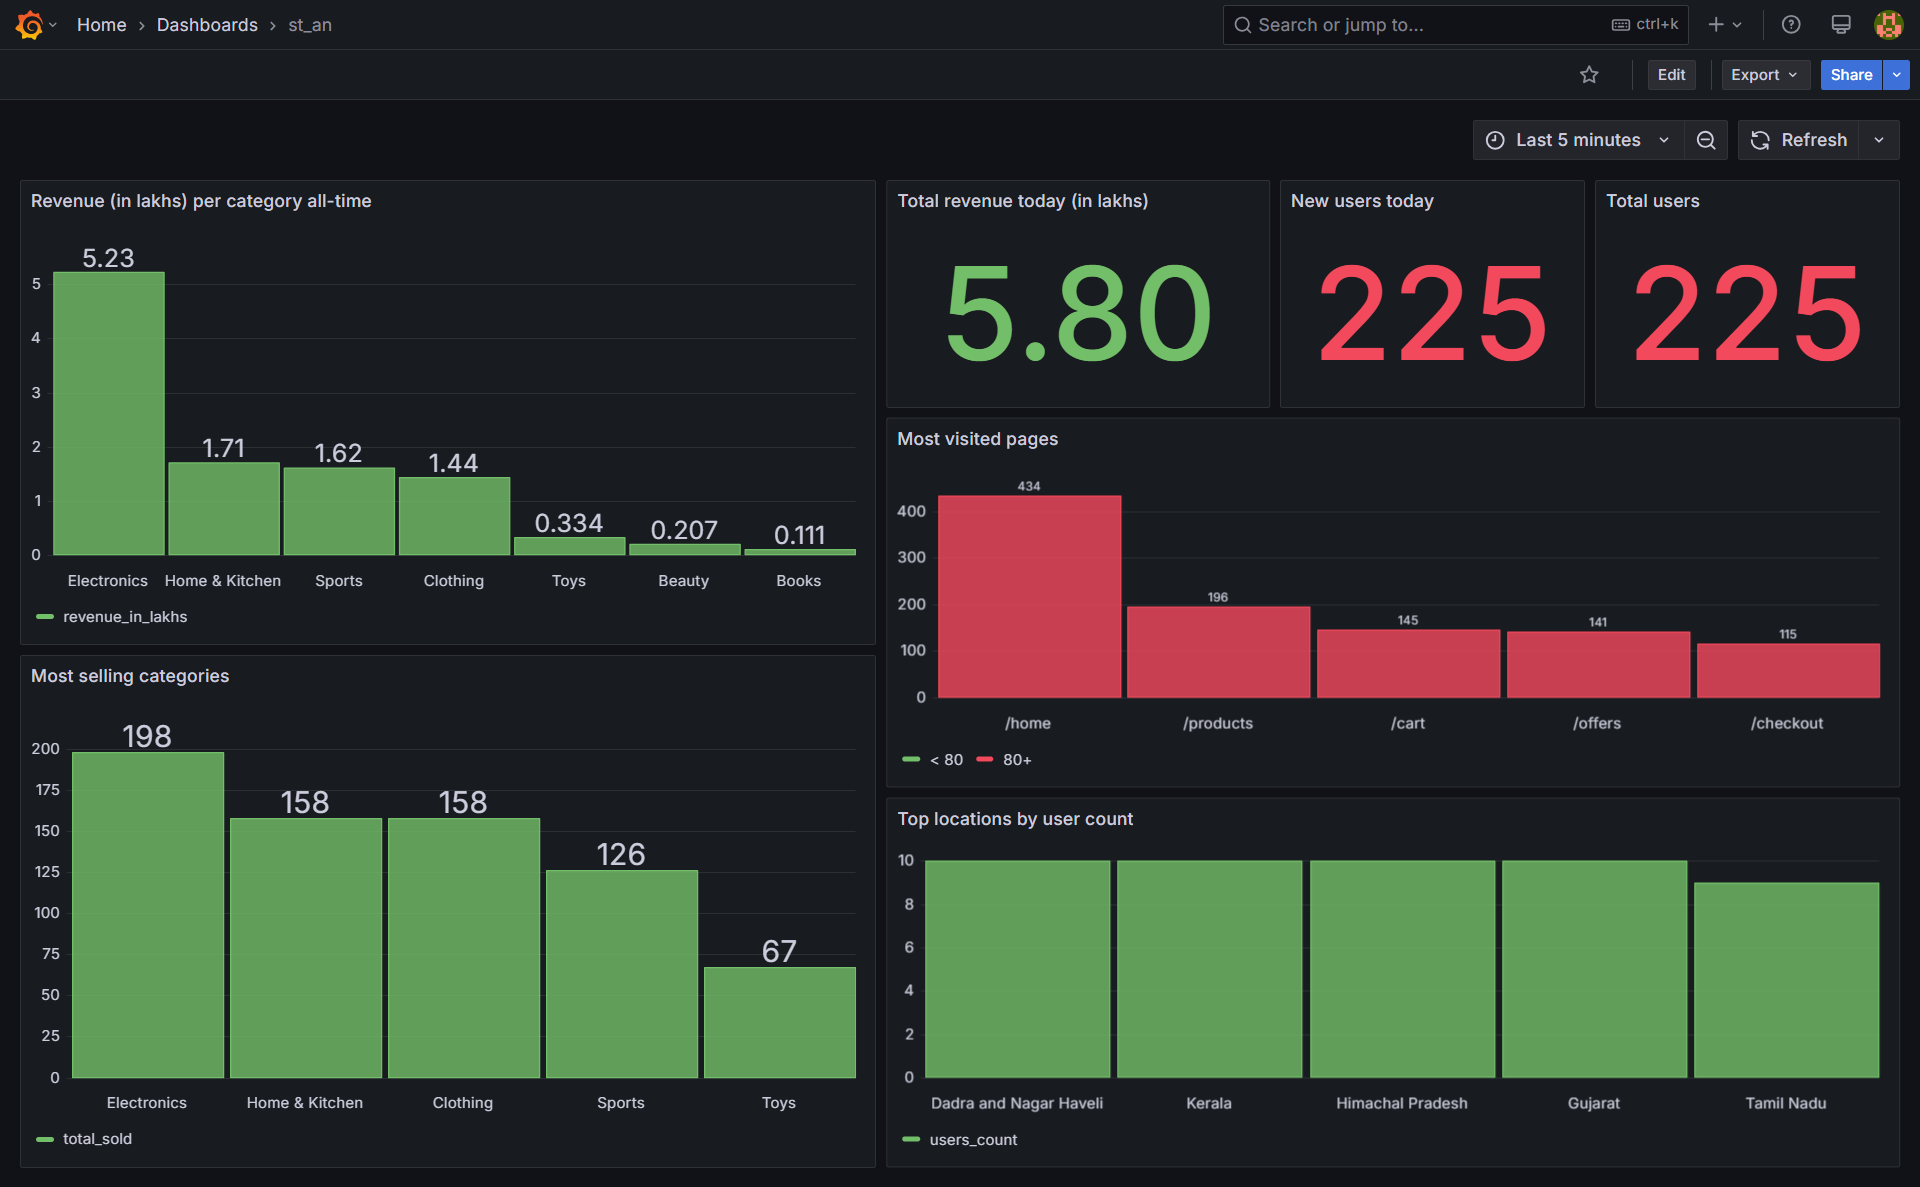 Home › Dashboards › st_an
Search or jump to... ctrl+k
Edit Export Share
Last 5 minutes Refresh
Revenue (in lakhs) per category all-time
5.23
1.71
1.62
1.44
0.334
0.207
0.111
5
4
3
2
1
0
Electronics Home & Kitchen Sports Clothing Toys Beauty Books
revenue_in_lakhs
Total revenue today (in lakhs)
5.80
New users today
225
Total users
225
Most visited pages
434
196
145
141
115
400
300
200
100
0
/home /products /cart /offers /checkout
< 80 80+
Most selling categories
198
158
158
126
67
200
175
150
125
100
75
50
25
0
Electronics Home & Kitchen Clothing Sports Toys
total_sold
Top locations by user count
10
8
6
4
2
0
Dadra and Nagar Haveli Kerala Himachal Pradesh Gujarat Tamil Nadu
users_count